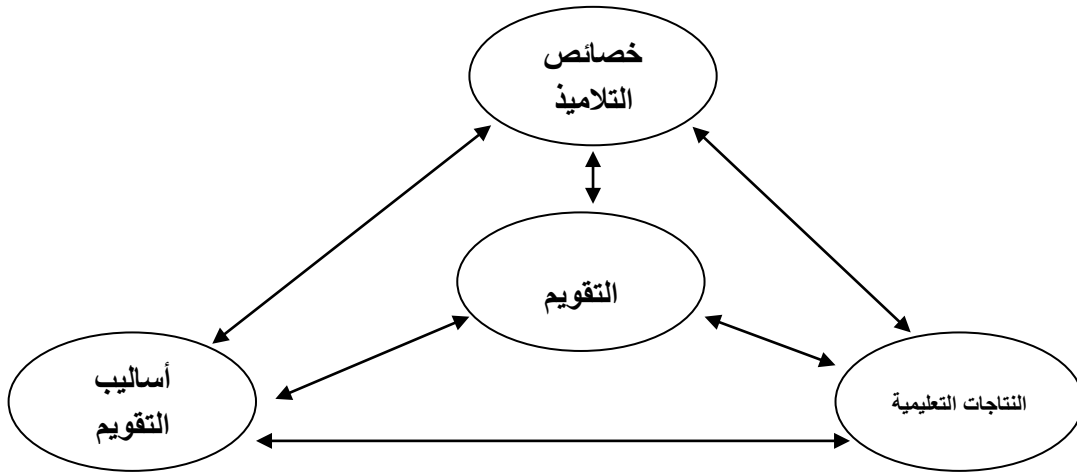 خصائص
التلاميذ
التقويم
أساليب
التقويم
النتاجات التعليمية